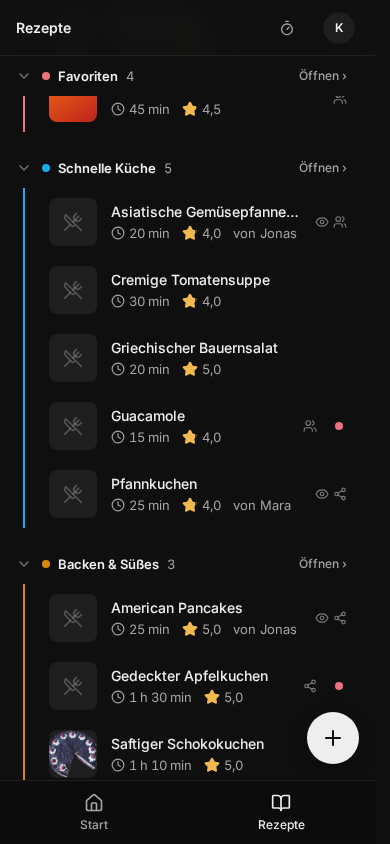 Rezepte
K
Favoriten 4 Öffnen ›
45 min 4,5
Schnelle Küche 5 Öffnen ›
Asiatische Gemüsepfanne...
20 min 4,0 von Jonas
Cremige Tomatensuppe
30 min 4,0
Griechischer Bauernsalat
20 min 5,0
Guacamole
15 min 4,0
Pfannkuchen
25 min 4,0 von Mara
Backen & Süßes 3 Öffnen ›
American Pancakes
25 min 5,0 von Jonas
Gedeckter Apfelkuchen
1 h 30 min 5,0
Saftiger Schokokuchen
1 h 10 min 5,0
Start
Rezepte